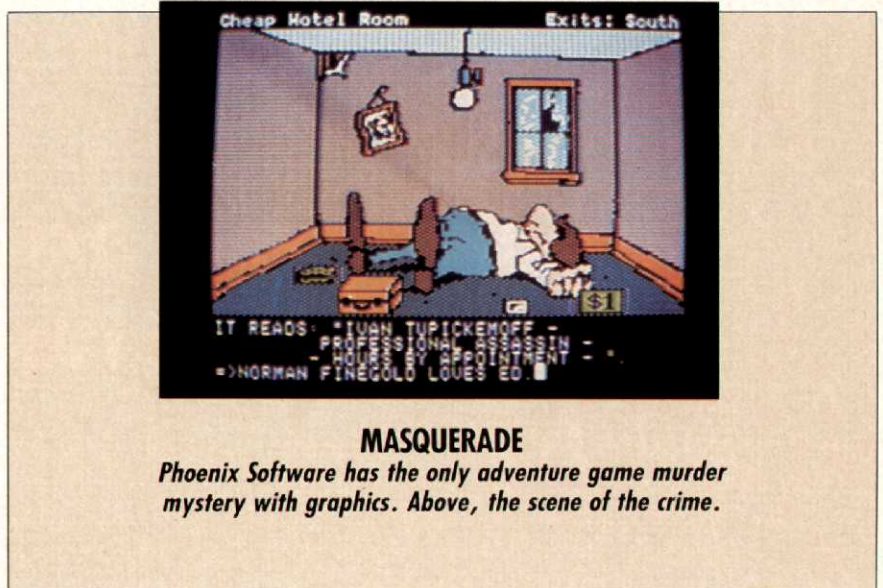 Cheap Hotel Room Exits: South
$1
IT READS: "IVAN TUPICKEMOFF -
PROFESSIONAL ASSASSIN -
- HOURS BY APPOINTMENT - ".
=>NORMAN FINEGOLD LOVES ED.
MASQUERADE
Phoenix Software has the only adventure game murder
mystery with graphics. Above, the scene of the crime.